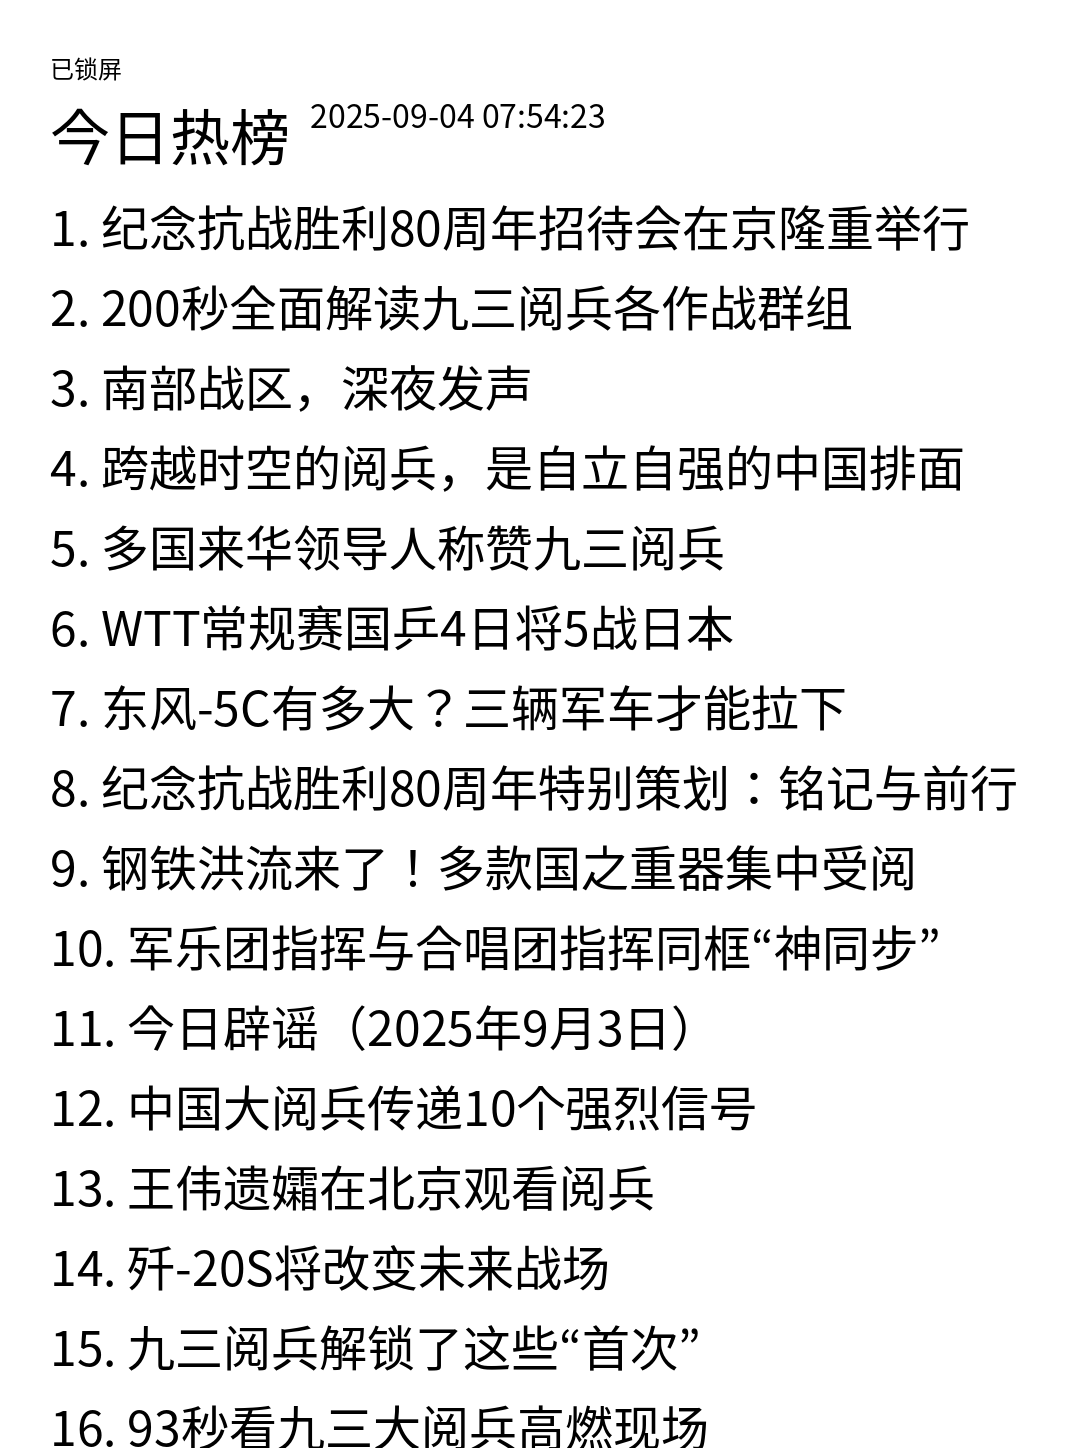 已锁屏
今日热榜 2025-09-04 07:54:23
1. 纪念抗战胜利80周年招待会在京隆重举行
2. 200秒全面解读九三阅兵各作战群组
3. 南部战区，深夜发声
4. 跨越时空的阅兵，是自立自强的中国排面
5. 多国来华领导人称赞九三阅兵
6. WTT常规赛国乒4日将5战日本
7. 东风-5C有多大？三辆军车才能拉下
8. 纪念抗战胜利80周年特别策划：铭记与前行
9. 钢铁洪流来了！多款国之重器集中受阅
10. 军乐团指挥与合唱团指挥同框“神同步”
11. 今日辟谣（2025年9月3日）
12. 中国大阅兵传递10个强烈信号
13. 王伟遗孀在北京观看阅兵
14. 歼-20S将改变未来战场
15. 九三阅兵解锁了这些“首次”
16. 93秒看九三大阅兵高燃现场